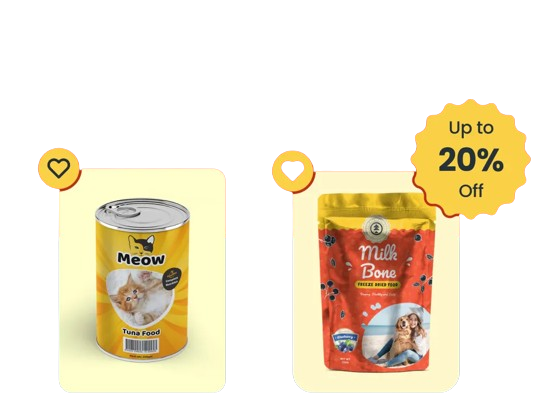 Up to
20%
Off
Meow
Tuna Food
Milk
Bone
FREEZE DRIED FOOD